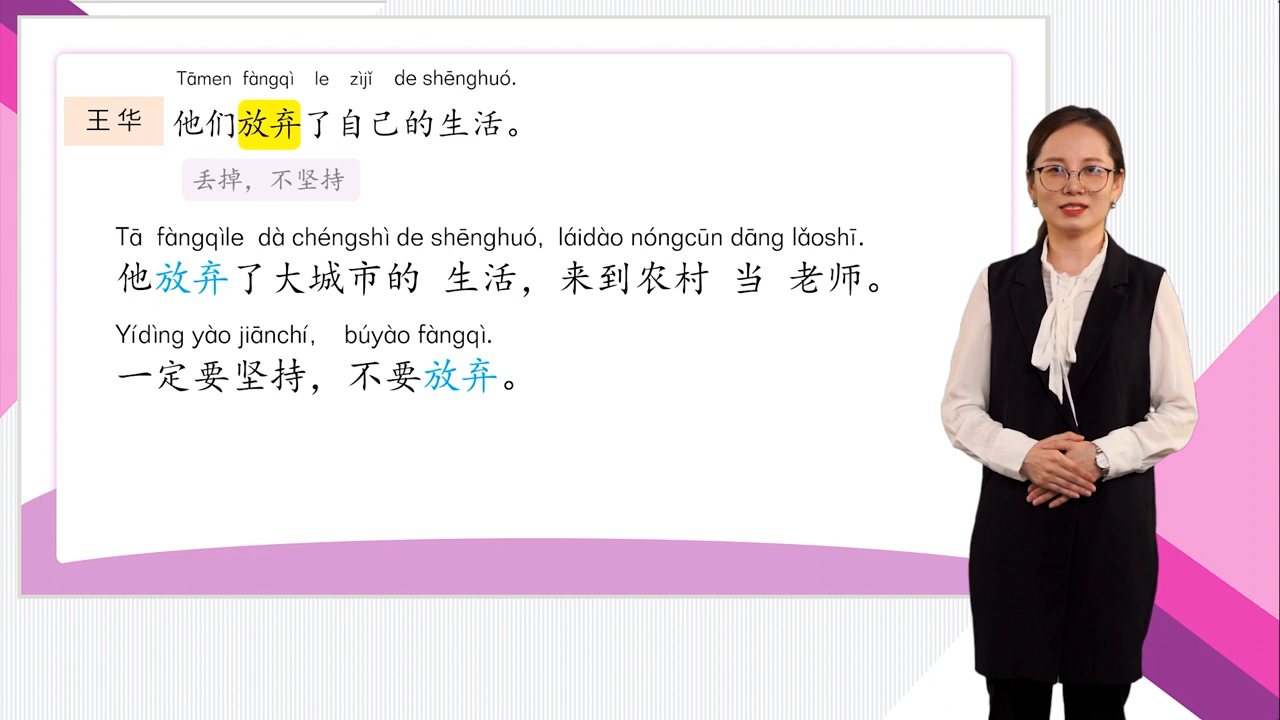 Tāmen fàngqì le zìjǐ de shēnghuó.
王华 他们放弃了自己的生活。
丢掉，不坚持
Tā fàngqìle dà chéngshì de shēnghuó, láidào nóngcūn dāng lǎoshī.
他放弃了大城市的 生活，来到农村 当 老师。
Yídìng yào jiānchí, búyào fàngqì.
一定要坚持，不要放弃。